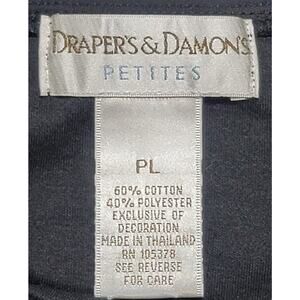 DRAPER'S & DAMON'S
PETITES
PL
60% COTTON
40% POLYESTER
EXCLUSIVE OF
DECORATION
MADE IN THAILAND
RN 105378
SEE REVERSE
FOR CARE